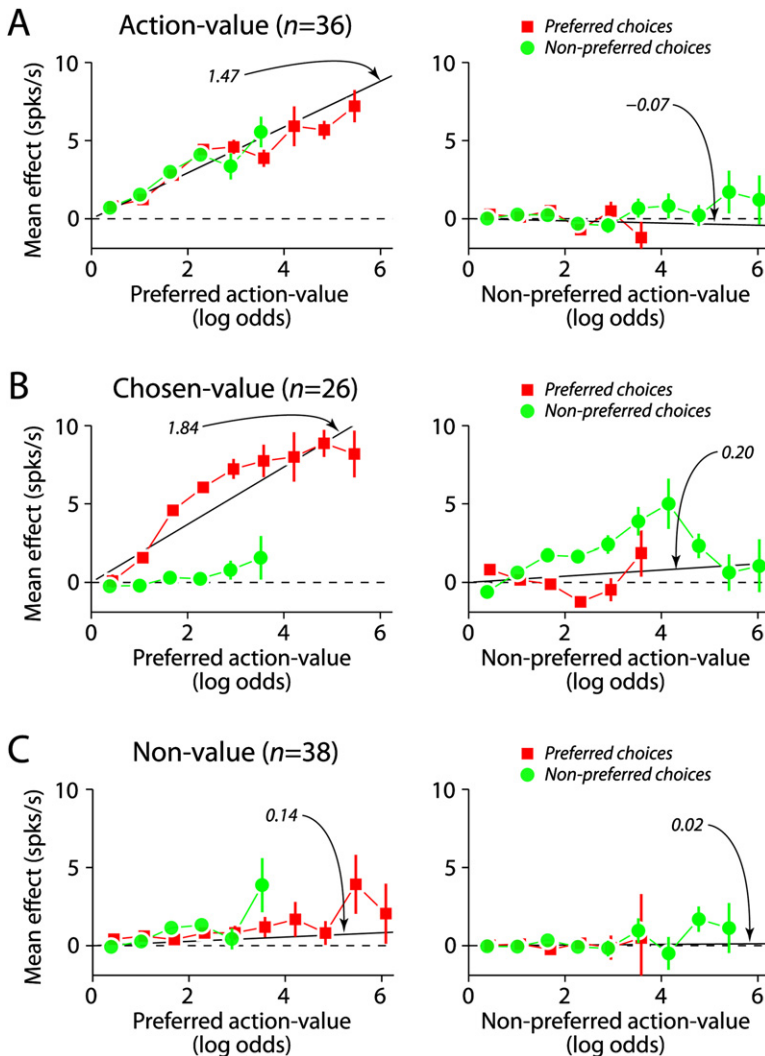 A
Action-value (n=36)
Preferred choices
Non-preferred choices
Mean effect (spks/s)
10
5
0
1.47
0
2
4
6
Preferred action-value
(log odds)
10
5
0
−0.07
0
2
4
6
Non-preferred action-value
(log odds)
B
Chosen-value (n=26)
Preferred choices
Non-preferred choices
Mean effect (spks/s)
10
5
0
1.84
0
2
4
6
Preferred action-value
(log odds)
10
5
0
0.20
0
2
4
6
Non-preferred action-value
(log odds)
C
Non-value (n=38)
Preferred choices
Non-preferred choices
Mean effect (spks/s)
10
5
0
0.14
0
2
4
6
Preferred action-value
(log odds)
10
5
0
0.02
0
2
4
6
Non-preferred action-value
(log odds)